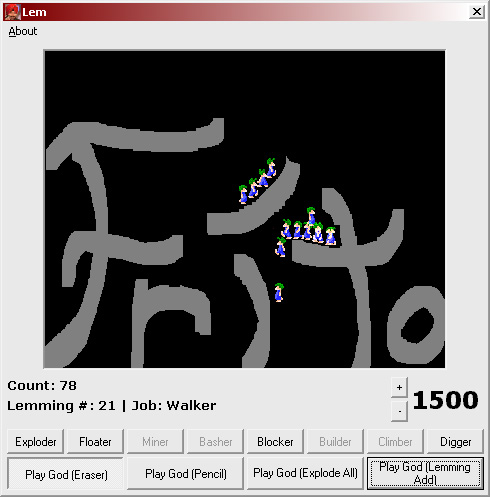 Lem
About
Frito
Count: 78
Lemming #: 21 | Job: Walker
+
-
1500
Exploder Floater Miner Basher Blocker Builder Climber Digger
Play God (Eraser) Play God (Pencil) Play God (Explode All) Play God (Lemming Add)